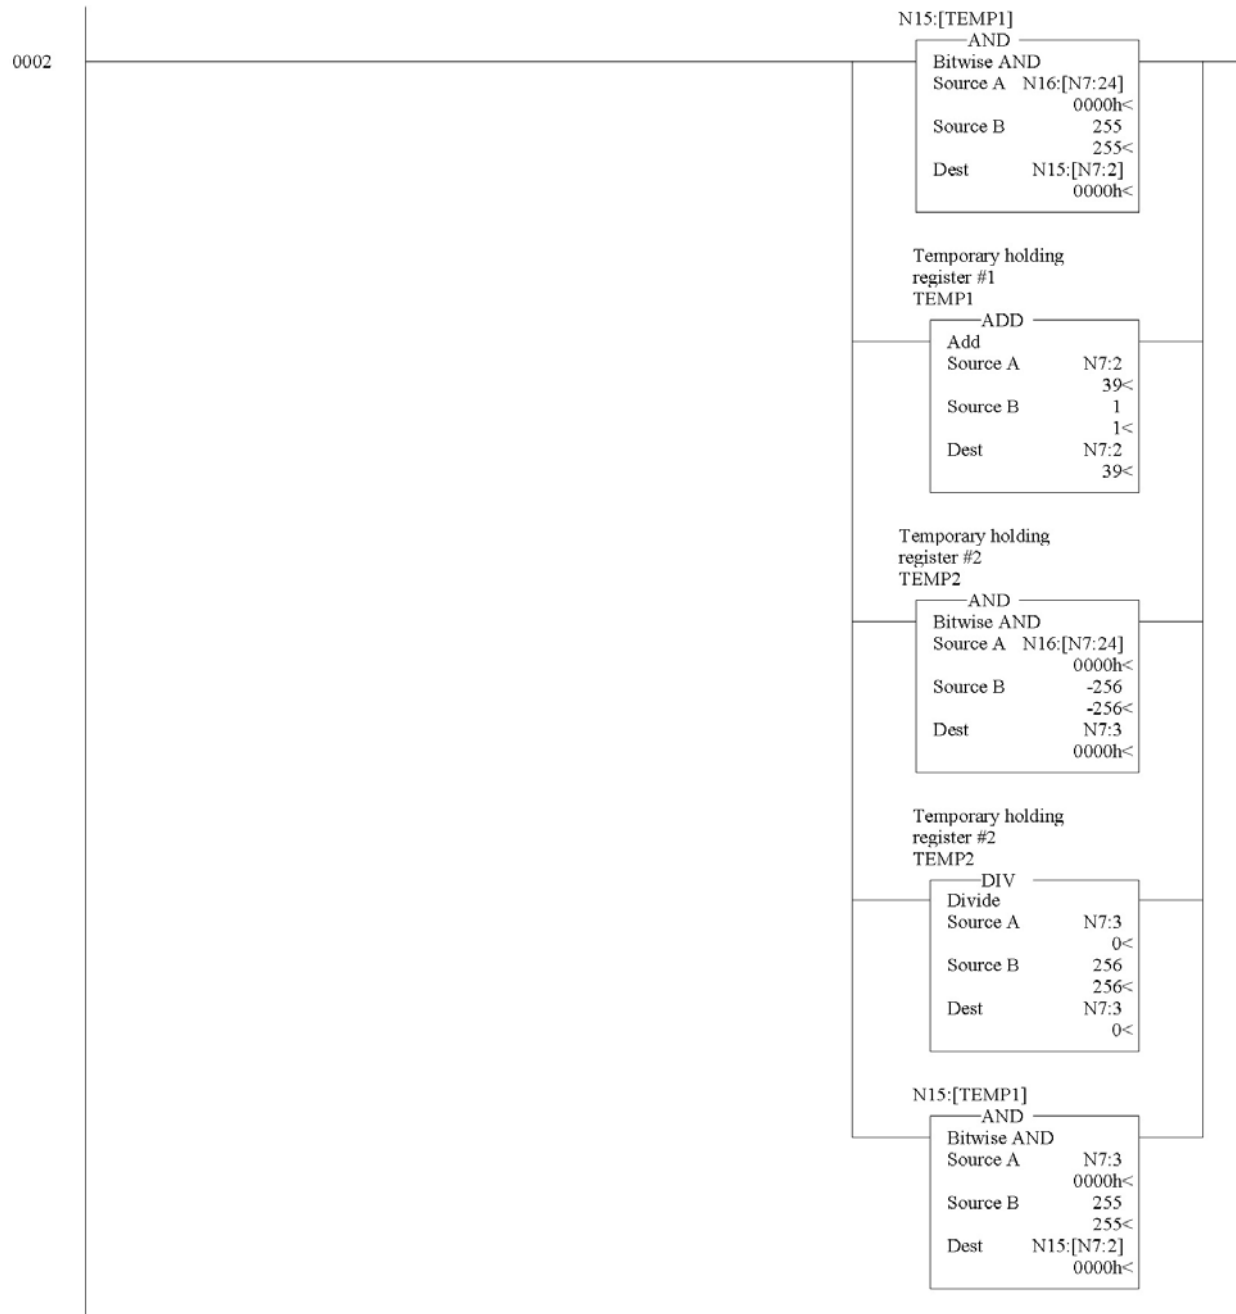 0002
N15:[TEMP1]
AND
Bitwise AND
Source A N16:[N7:24]
0000h<
Source B 255
255<
Dest N15:[N7:2]
0000h<
Temporary holding
register #1
TEMP1
ADD
Add
Source A N7:2
39<
Source B 1
1<
Dest N7:2
39<
Temporary holding
register #2
TEMP2
AND
Bitwise AND
Source A N16:[N7:24]
0000h<
Source B -256
-256<
Dest N7:3
0000h<
Temporary holding
register #2
TEMP2
DIV
Divide
Source A N7:3
0<
Source B 256
256<
Dest N7:3
0<
N15:[TEMP1]
AND
Bitwise AND
Source A N7:3
0000h<
Source B 255
255<
Dest N15:[N7:2]
0000h<